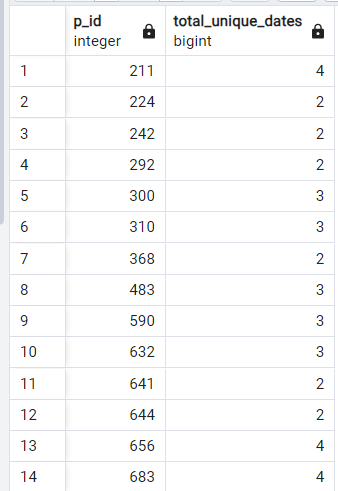 p_id total_unique_dates
integer bigint
1 211 4
2 224 2
3 242 2
4 292 2
5 300 3
6 310 3
7 368 2
8 483 3
9 590 3
10 632 3
11 641 2
12 644 2
13 656 4
14 683 4